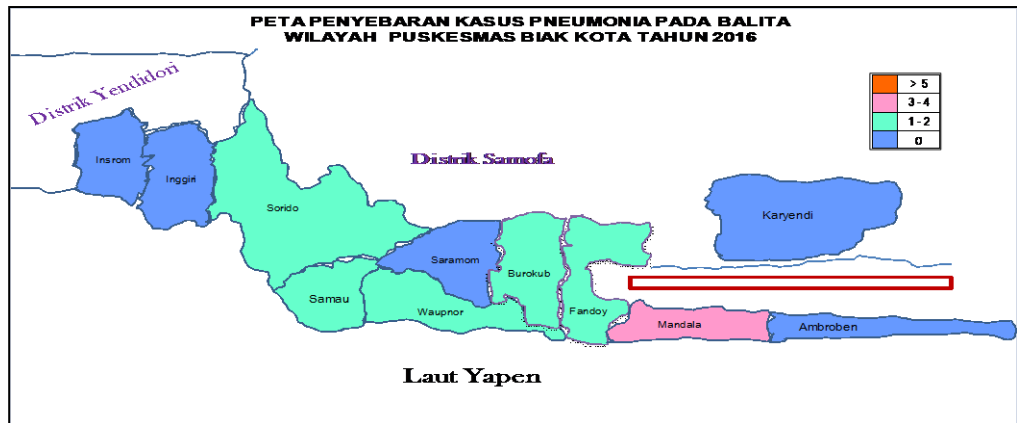 PETA PENYEBARAN KASUS PNEUMONIA PADA BALITA
WILAYAH PUSKESMAS BIAK KOTA TAHUN 2016
Distrik Yendidori
> 5
3 - 4
1 - 2
0
Distrik Samofa
Insrom
Inggiri
Sorido
Karyendi
Saramom
Burokub
Samau
Waupnor
Fandoy
Mandala
Ambroben
Laut Yapen